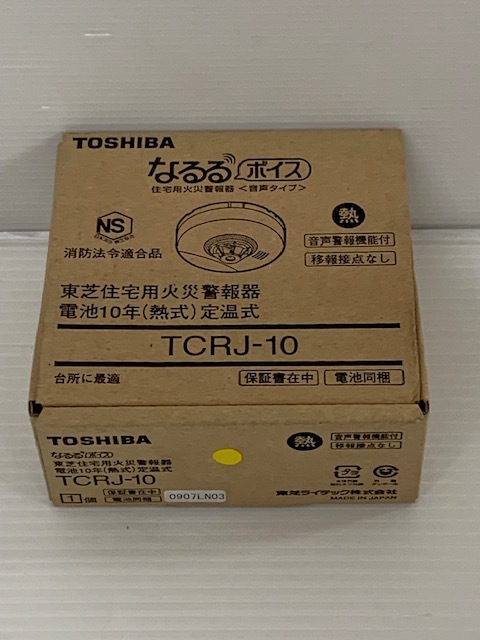 TOSHIBA
なるる ボイス
住宅用火災警報器<音声タイプ>
NS
消防法令適合品
熱
音声警報機能付
移報接点なし
東芝住宅用火災警報器
電池10年(熱式)定温式
TCRJ-10
台所に最適
保証書在中
電池同梱
TOSHIBA
なるる ボイス
東芝住宅用火災警報器
電池10年(熱式)定温式
TCRJ-10
1個
保証書在中
電池同梱
0907LN03
熱
音声警報機能付
移報接点なし
プラ
東芝ライテック株式会社
MADE IN JAPAN